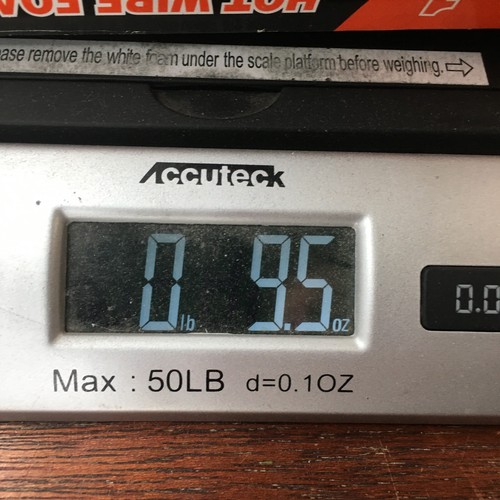 HOT WIRE FOA
ase remove the white foam under the scale platform before weighing.
Accuteck
0 lb 9.5 oz
0.0
Max : 50LB d=0.1OZ